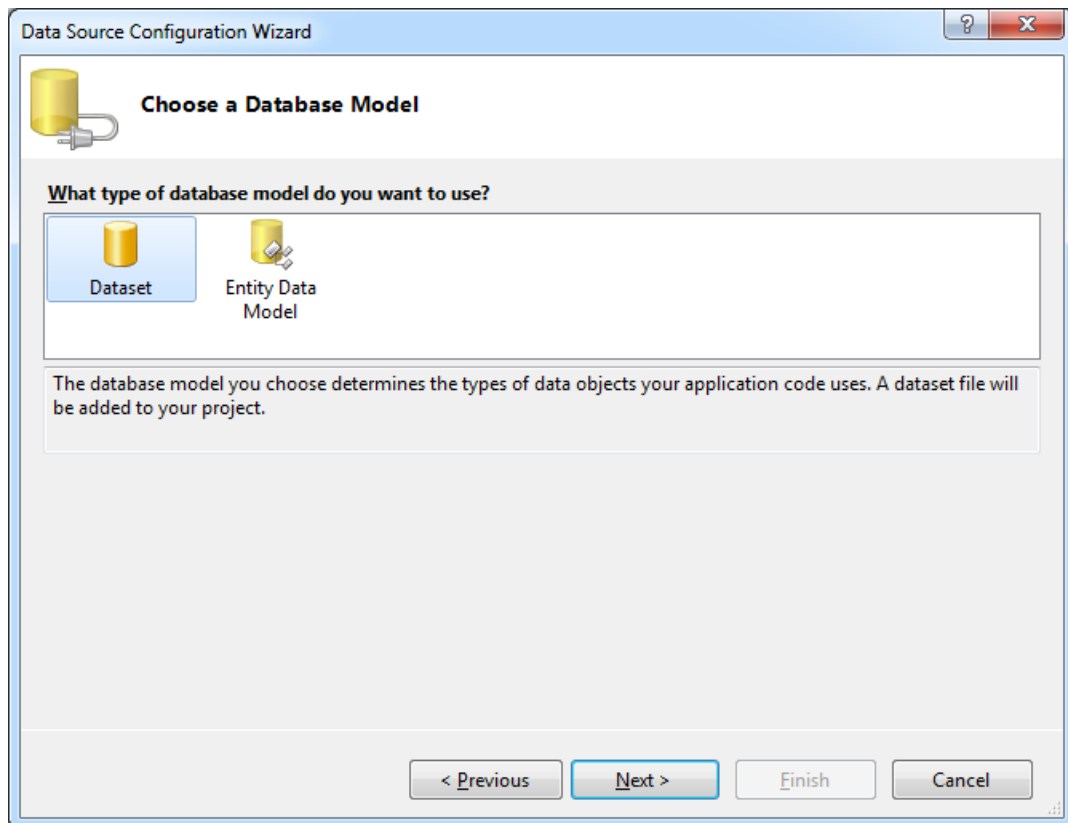 Data Source Configuration Wizard
Choose a Database Model
What type of database model do you want to use?
Dataset
Entity Data
Model
The database model you choose determines the types of data objects your application code uses. A dataset file will
be added to your project.
< Previous
Next >
Finish
Cancel